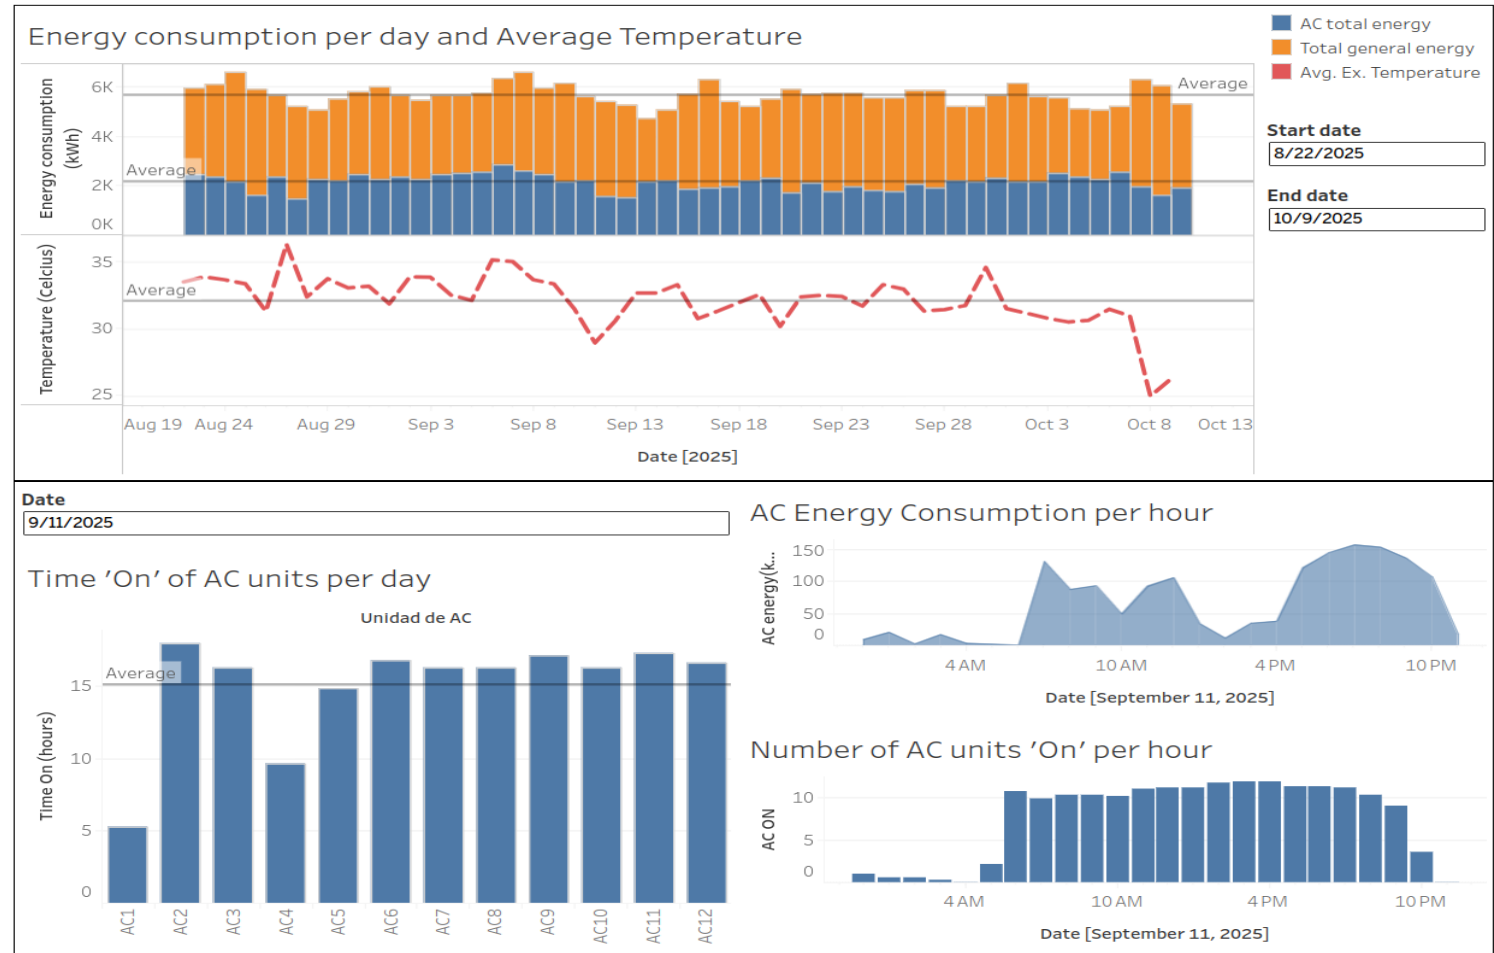 Energy consumption per day and Average Temperature
AC total energy
Total general energy
Avg. Ex. Temperature
Energy consumption
(kWh)
6K
4K
2K
0K
Average
Average
Temperature (Celcius)
35
30
25
Average
Aug 19 Aug 24 Aug 29 Sep 3 Sep 8 Sep 13 Sep 18 Sep 23 Sep 28 Oct 3 Oct 8 Oct 13
Date [2025]
Start date
8/22/2025
End date
10/9/2025
Date
9/11/2025
Time 'On' of AC units per day
Unidad de AC
Time On (hours)
15
10
5
0
Average
AC1 AC2 AC3 AC4 AC5 AC6 AC7 AC8 AC9 AC10 AC11 AC12
AC Energy Consumption per hour
AC energy(k...
150
100
50
0
4 AM 10 AM 4 PM 10 PM
Date [September 11, 2025]
Number of AC units 'On' per hour
AC ON
10
5
0
4 AM 10 AM 4 PM 10 PM
Date [September 11, 2025]